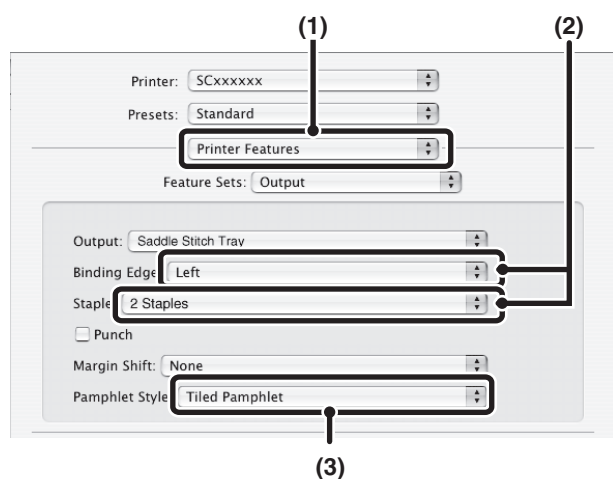 (1) (2)
Printer: SCxxxxxx
Presets: Standard
Printer Features
Feature Sets: Output
Output: Saddle Stitch Tray
Binding Edge Left
Staple 2 Staples
Punch
Margin Shift: None
Pamphlet Style Tiled Pamphlet
(3)